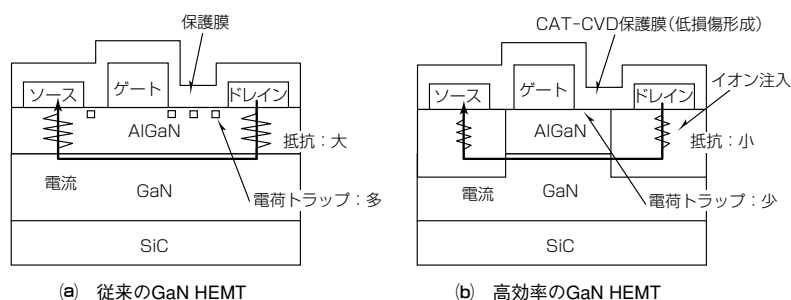 保護膜
ソース
ゲート
ドレイン
AlGaN
抵抗：大
電流
GaN
電荷トラップ：多
SiC
(a) 従来のGaN HEMT
CAT-CVD保護膜(低損傷形成)
イオン注入
ソース
ゲート
ドレイン
AlGaN
抵抗：小
電流
GaN
電荷トラップ：少
SiC
(b) 高効率のGaN HEMT